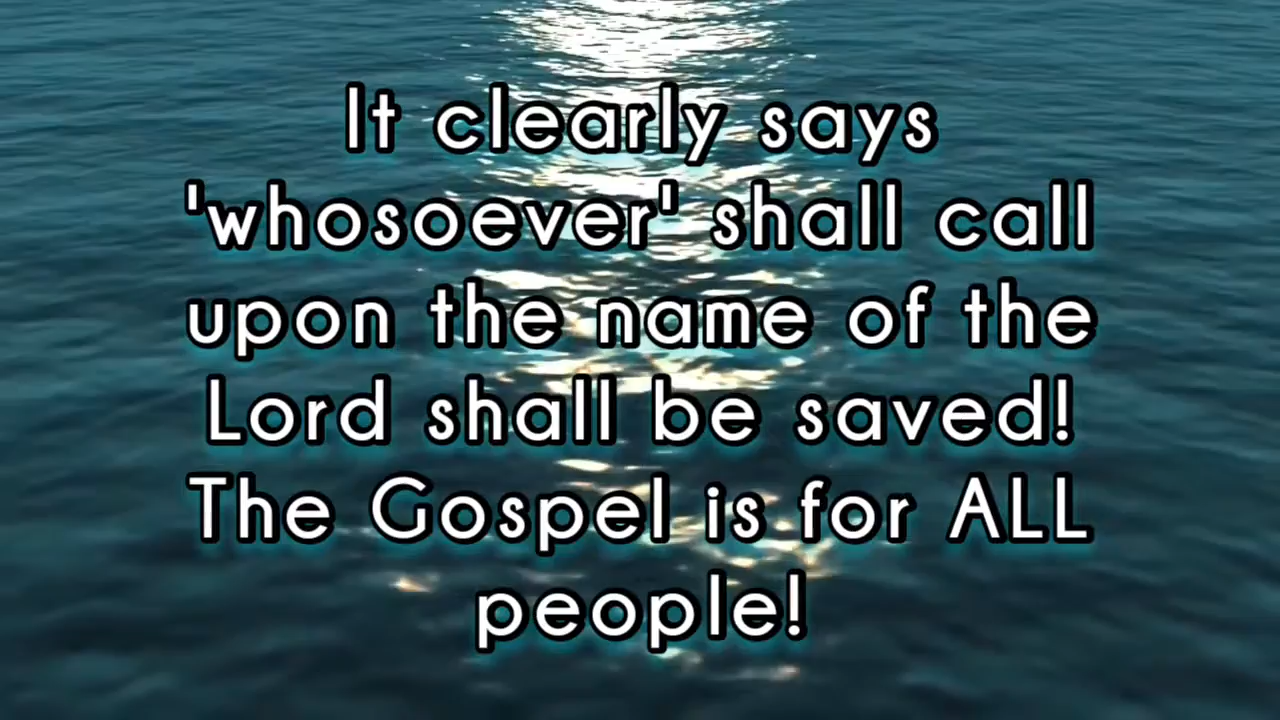 It clearly says
'whosoever' shall call
upon the name of the
Lord shall be saved!
The Gospel is for ALL
people!